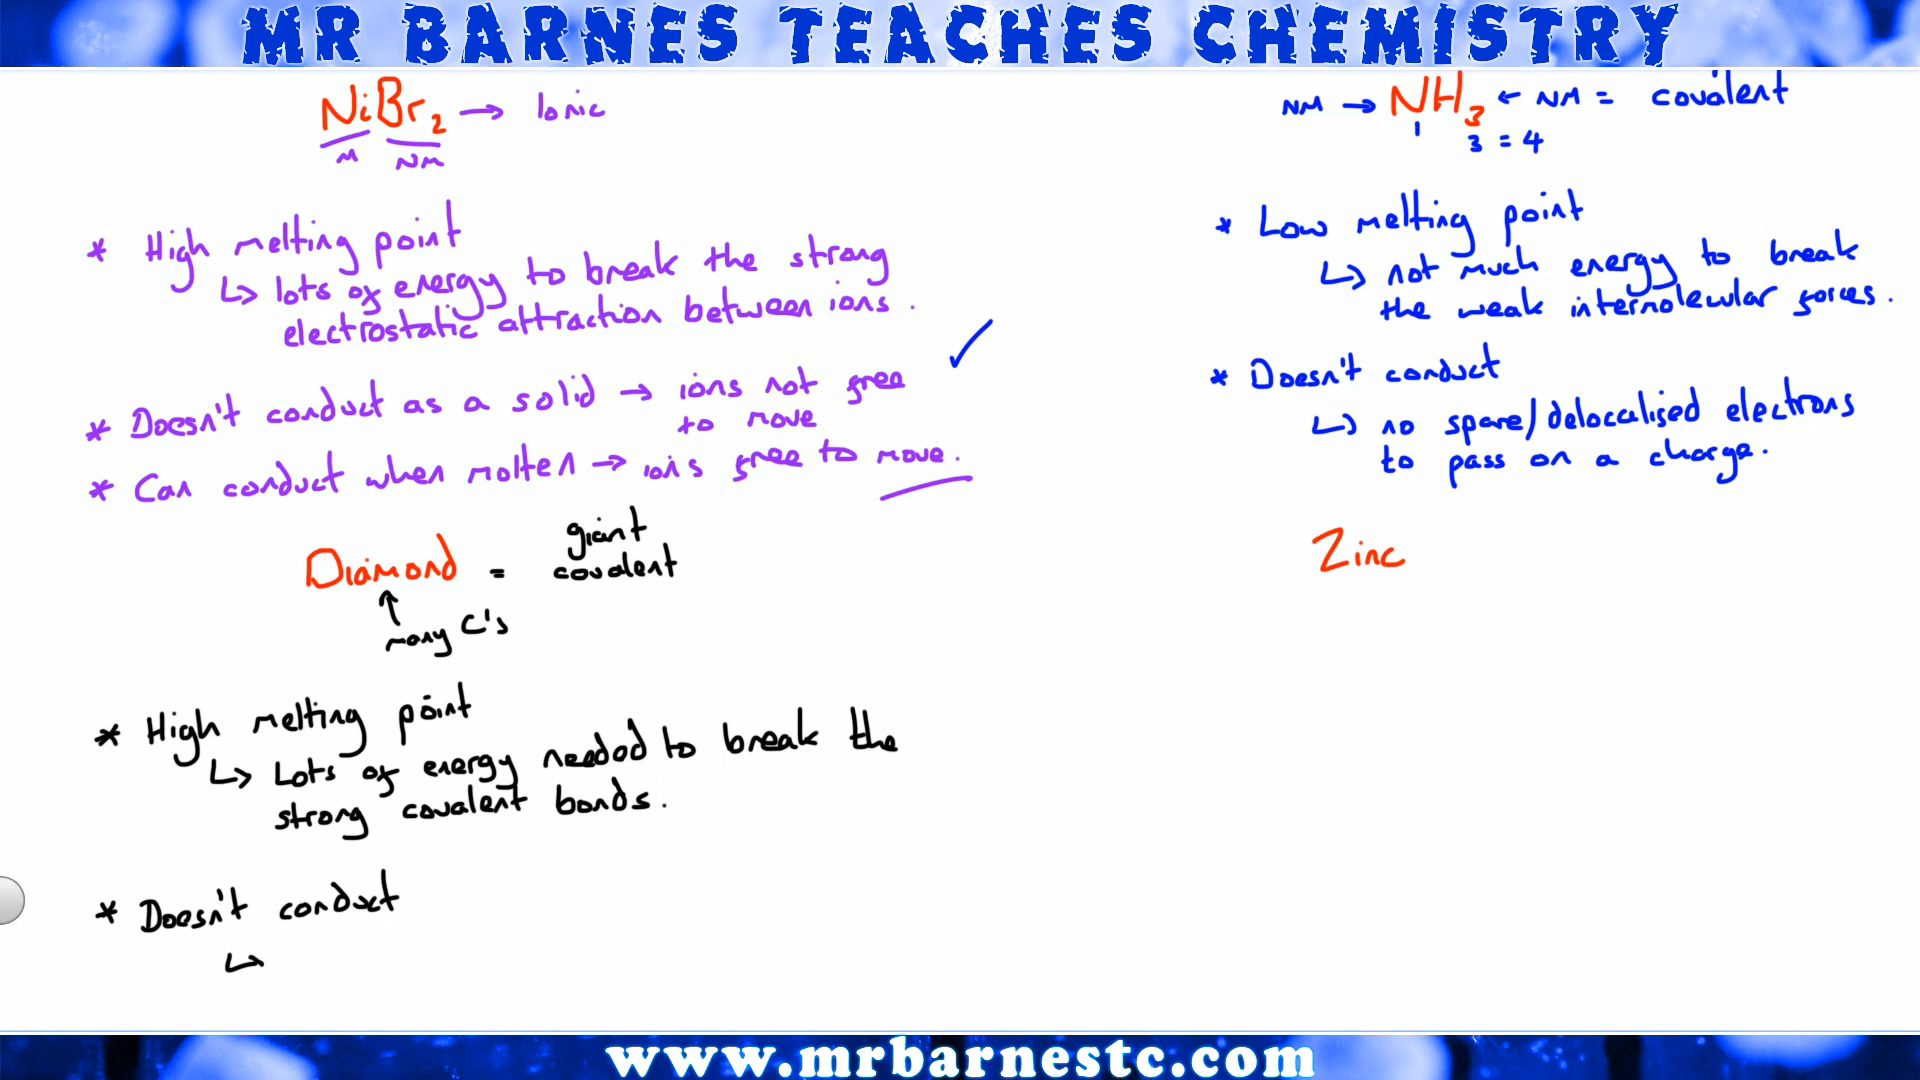 MR BARNES TEACHES CHEMISTRY
NiBr2 → Ionic
M NM
* High melting point
↳ lots of energy to break the strong
electrostatic attraction between ions.
✓
* Doesn't conduct as a solid → ions not free
to move
* Can conduct when molten → ions free to move.
Diamond = giant
covalent
↑
many C's
* High melting point
↳ Lots of energy needed to break the
strong covalent bonds.
* Doesn't conduct
↳
NM → NH3 ← NM = covalent
1 3 = 4
* Low melting point
↳ not much energy to break
the weak intermolecular forces.
* Doesn't conduct
↳ no spare/delocalised electrons
to pass on a charge.
Zinc
www.mrbarnestc.com